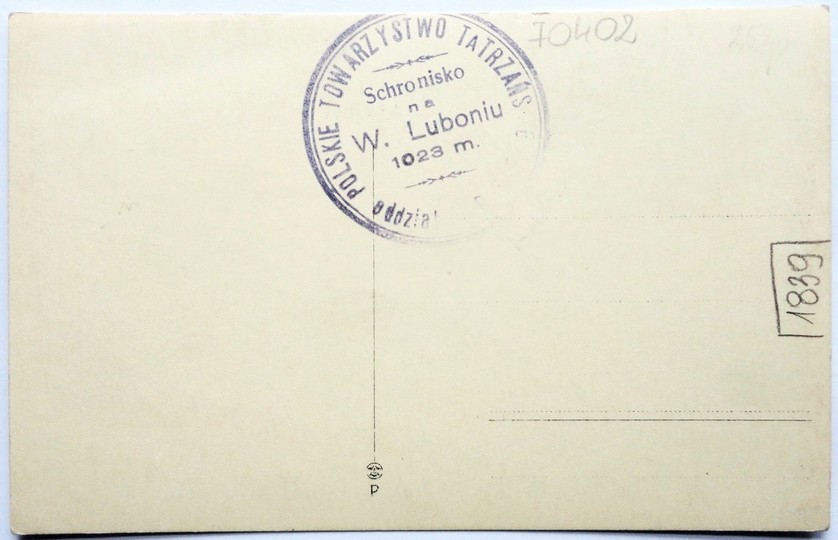 70402
POLSKIE TOWARZYSTWO TATRZAŃS E
Schronisko
na
W. Luboniu
1023 m.
Oddział
1839
P